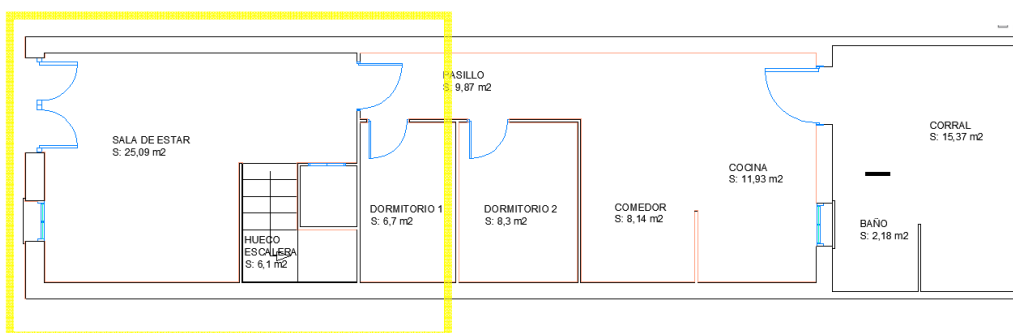 PASILLO
S: 9,87 m2
SALA DE ESTAR
S: 25,09 m2
CORRAL
S: 15,37 m2
COCINA
S: 11,93 m2
DORMITORIO 1
S: 6,7 m2
DORMITORIO 2
S: 8,3 m2
COMEDOR
S: 8,14 m2
BAÑO
S: 2,18 m2
HUECO
ESCALERA
S: 6,1 m2